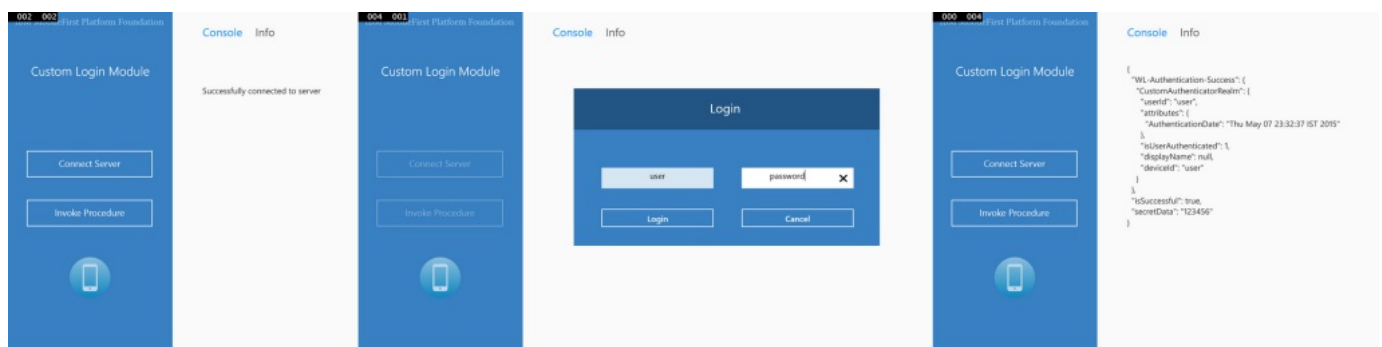 002 002
First Platform Foundation
Console Info
Custom Login Module
Successfully connected to server
Connect Server
Invoke Procedure
004 001
First Platform Foundation
Console Info
Custom Login Module
Connect Server
Invoke Procedure
Login
user password
Login Cancel
000 004
First Platform Foundation
Console Info
Custom Login Module
Connect Server
Invoke Procedure
{
"WL-Authentication-Success": {
"CustomAuthenticatorRealm": {
"userId": "user",
"attributes": {
"AuthenticationDate": "Thu May 07 23:32:37 IST 2015"
},
"isUserAuthenticated": 1,
"displayName": null,
"deviceId": "user"
}
},
"isSuccessful": true,
"secretData": "123456"
}